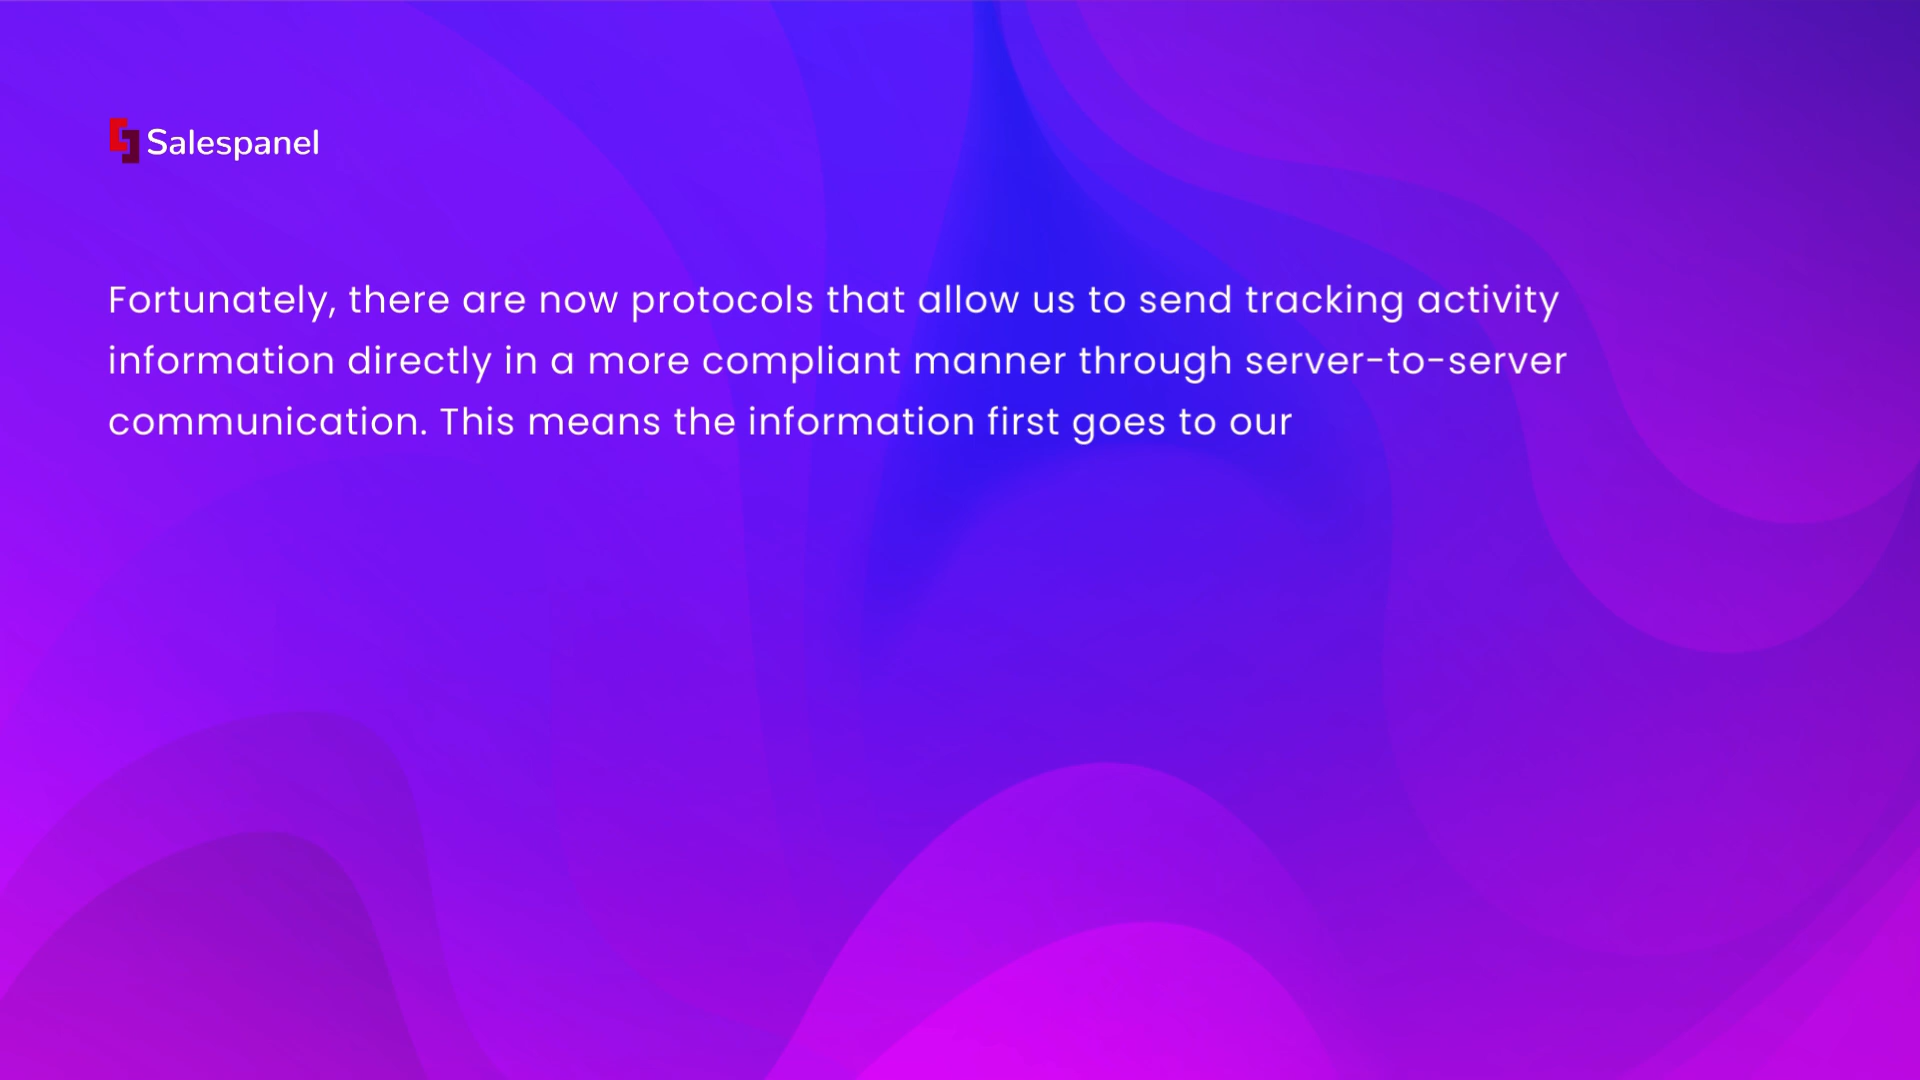 Salespanel
Fortunately, there are now protocols that allow us to send tracking activity
information directly in a more compliant manner through server-to-server
communication. This means the information first goes to our